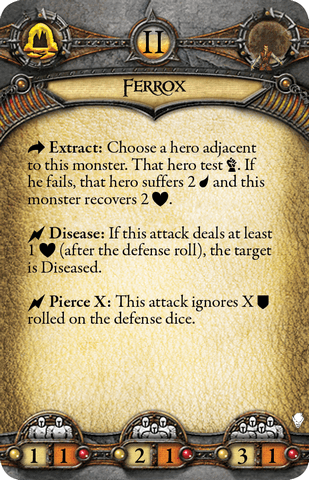 II
FERROX
Extract: Choose a hero adjacent
to this monster. That hero test . If
he fails, that hero suffers 2 and this
monster recovers 2 .
Disease: If this attack deals at least
1 (after the defense roll), the target
is Diseased.
Pierce X: This attack ignores X
rolled on the defense dice.
1 1 2 1 3 1